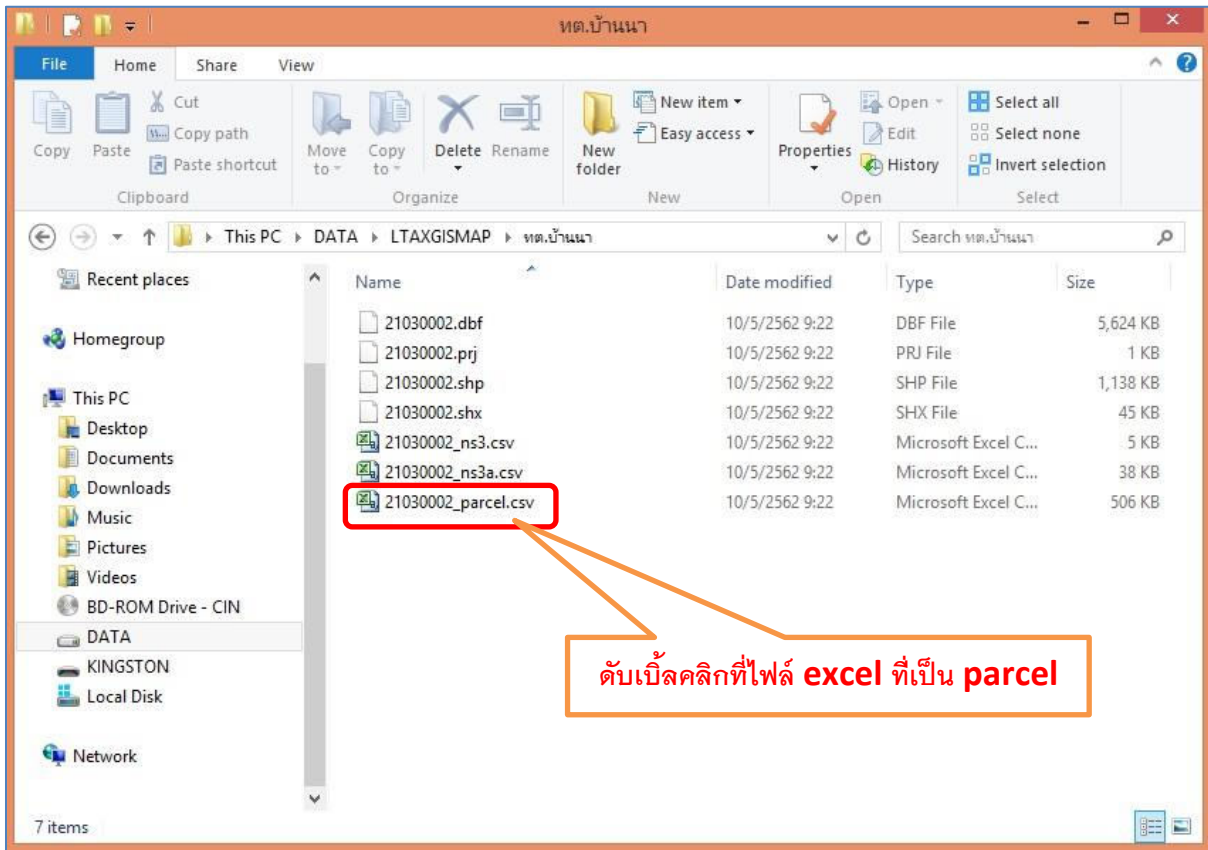 ทต.บ้านนา
File Home Share View
Copy
Paste
Cut
Copy path
Paste shortcut
Clipboard
Move to
Copy to
Delete
Rename
Organize
New folder
New item
Easy access
New
Properties
Open
Edit
History
Open
Select all
Select none
Invert selection
Select
This PC DATA LTAXGISMAP ทต.บ้านนา
Search ทต.บ้านนา
Recent places
Homegroup
This PC
Desktop
Documents
Downloads
Music
Pictures
Videos
BD-ROM Drive - CIN
DATA
KINGSTON
Local Disk
Network
Name Date modified Type Size
21030002.dbf 10/5/2562 9:22 DBF File 5,624 KB
21030002.prj 10/5/2562 9:22 PRJ File 1 KB
21030002.shp 10/5/2562 9:22 SHP File 1,138 KB
21030002.shx 10/5/2562 9:22 SHX File 45 KB
21030002_ns3.csv 10/5/2562 9:22 Microsoft Excel C... 5 KB
21030002_ns3a.csv 10/5/2562 9:22 Microsoft Excel C... 38 KB
21030002_parcel.csv 10/5/2562 9:22 Microsoft Excel C... 506 KB
ดับเบิ้ลคลิกที่ไฟล์ excel ที่เป็น parcel
7 items